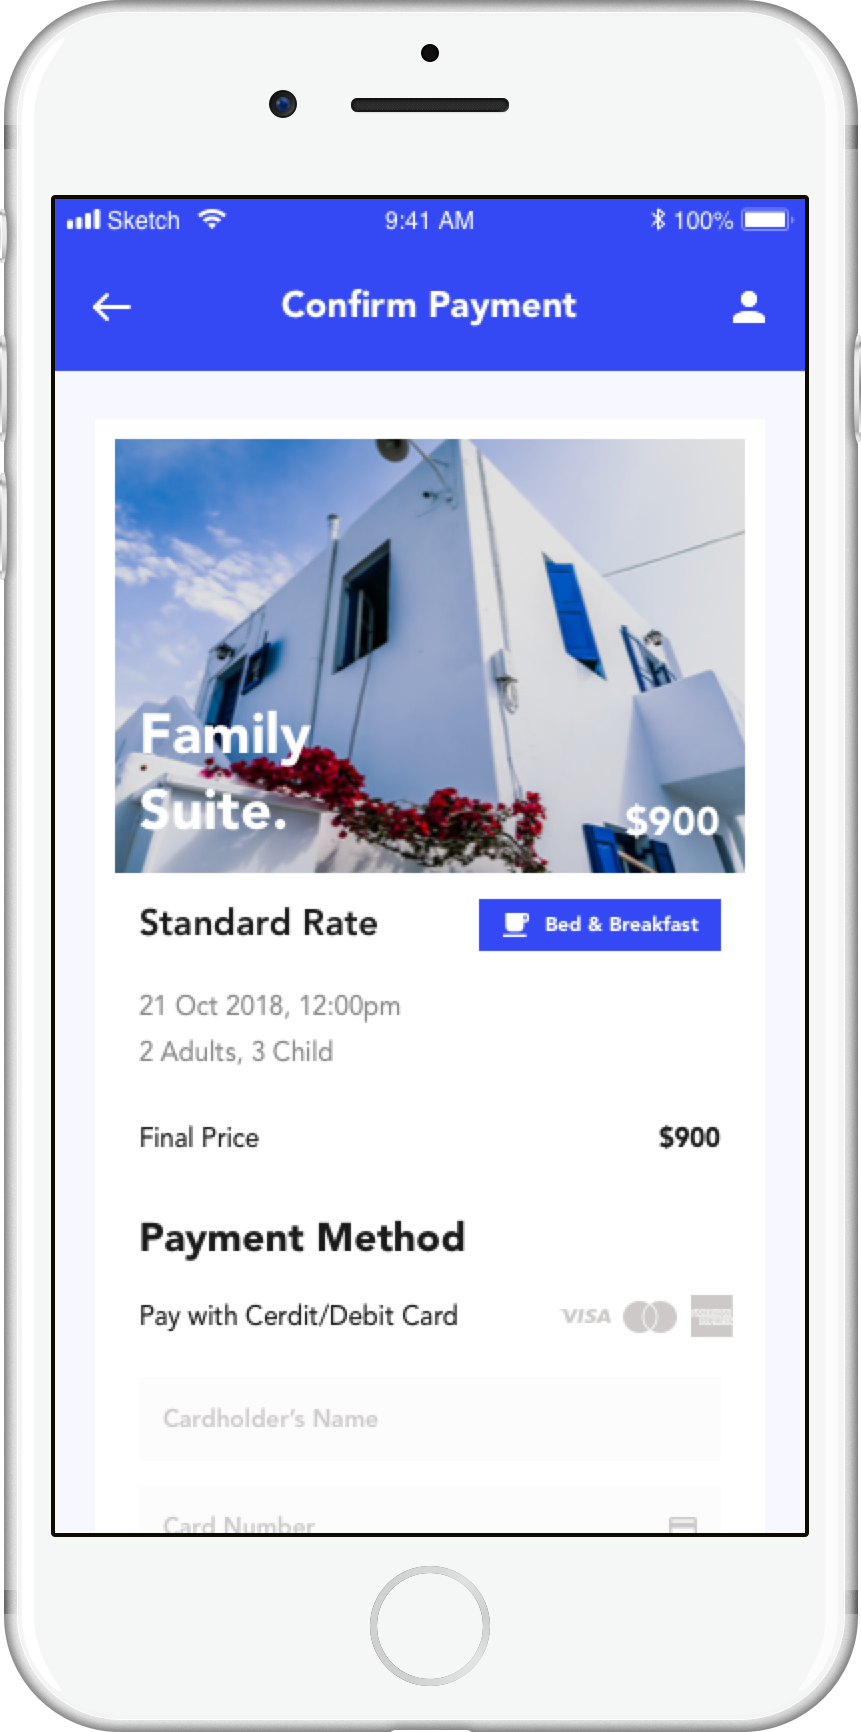 Sketch 9:41 AM 100%
Confirm Payment
Family
Suite.
$900
Standard Rate
Bed & Breakfast
21 Oct 2018, 12:00pm
2 Adults, 3 Child
Final Price $900
Payment Method
Pay with Cerdit/Debit Card VISA
Cardholder's Name
Card Number